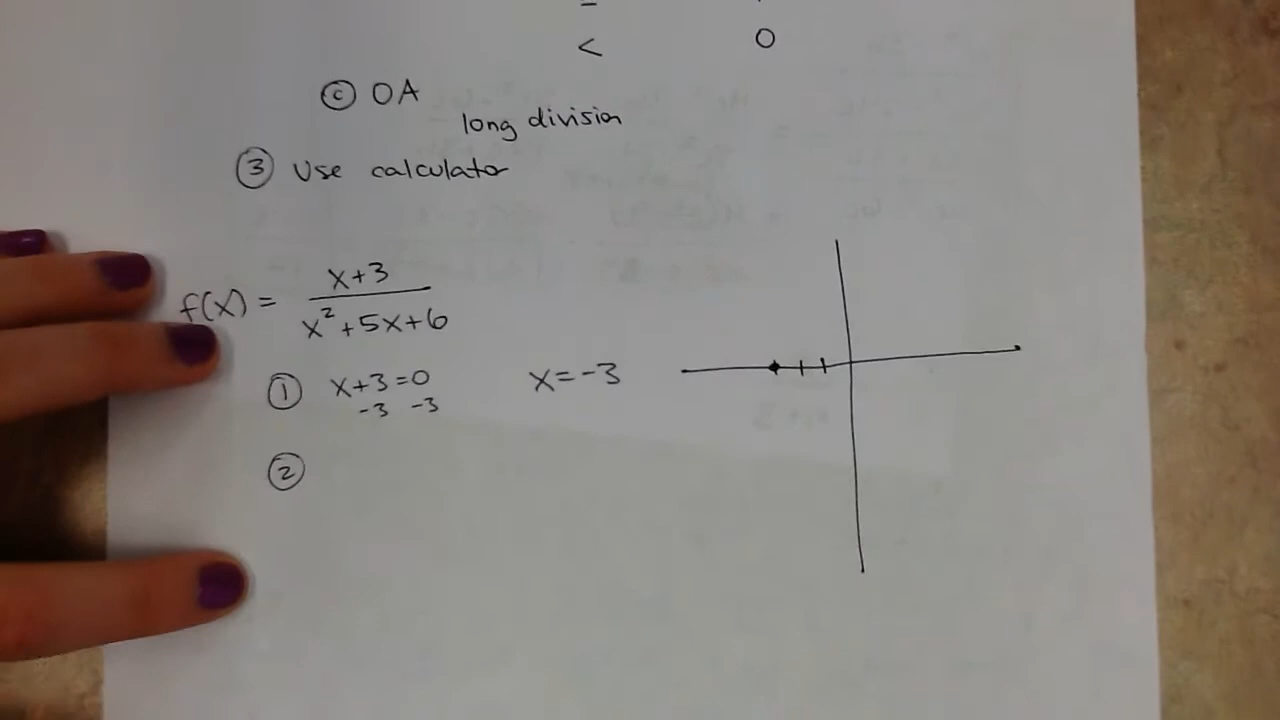 < 0
© OA
long division
③ Use calculator
f(x) = x+3 / x²+5x+6
① x+3=0 x=-3
-3 -3
②